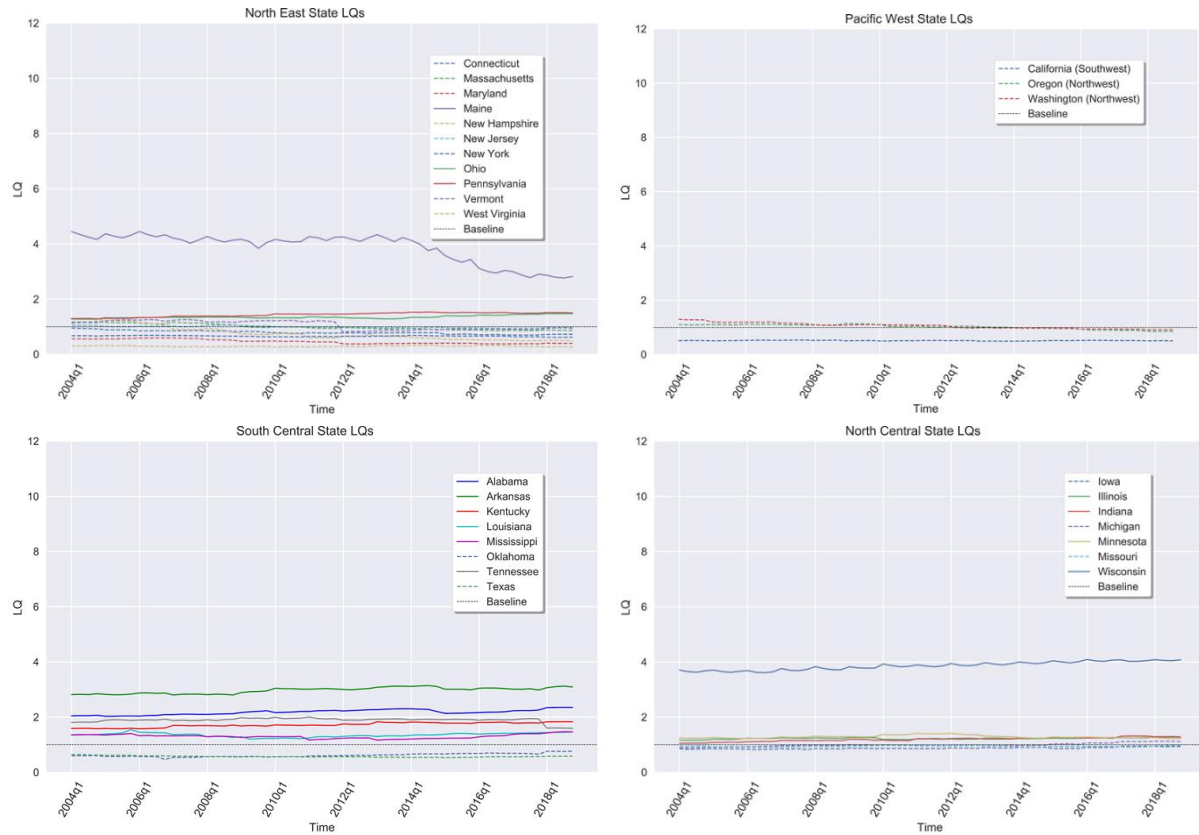 North East State LQs
12
10
8
6
4
2
0
LQ
Connecticut
Massachusetts
Maryland
Maine
New Hampshire
New Jersey
New York
Ohio
Pennsylvania
Vermont
West Virginia
Baseline
2004q1
2006q1
2008q1
2010q1
2012q1
2014q1
2016q1
2018q1
Time
Pacific West State LQs
12
10
8
6
4
2
0
LQ
California (Southwest)
Oregon (Northwest)
Washington (Northwest)
Baseline
2004q1
2006q1
2008q1
2010q1
2012q1
2014q1
2016q1
2018q1
Time
South Central State LQs
12
10
8
6
4
2
0
LQ
Alabama
Arkansas
Kentucky
Louisiana
Mississippi
Oklahoma
Tennessee
Texas
Baseline
2004q1
2006q1
2008q1
2010q1
2012q1
2014q1
2016q1
2018q1
Time
North Central State LQs
12
10
8
6
4
2
0
LQ
Iowa
Illinois
Indiana
Michigan
Minnesota
Missouri
Wisconsin
Baseline
2004q1
2006q1
2008q1
2010q1
2012q1
2014q1
2016q1
2018q1
Time